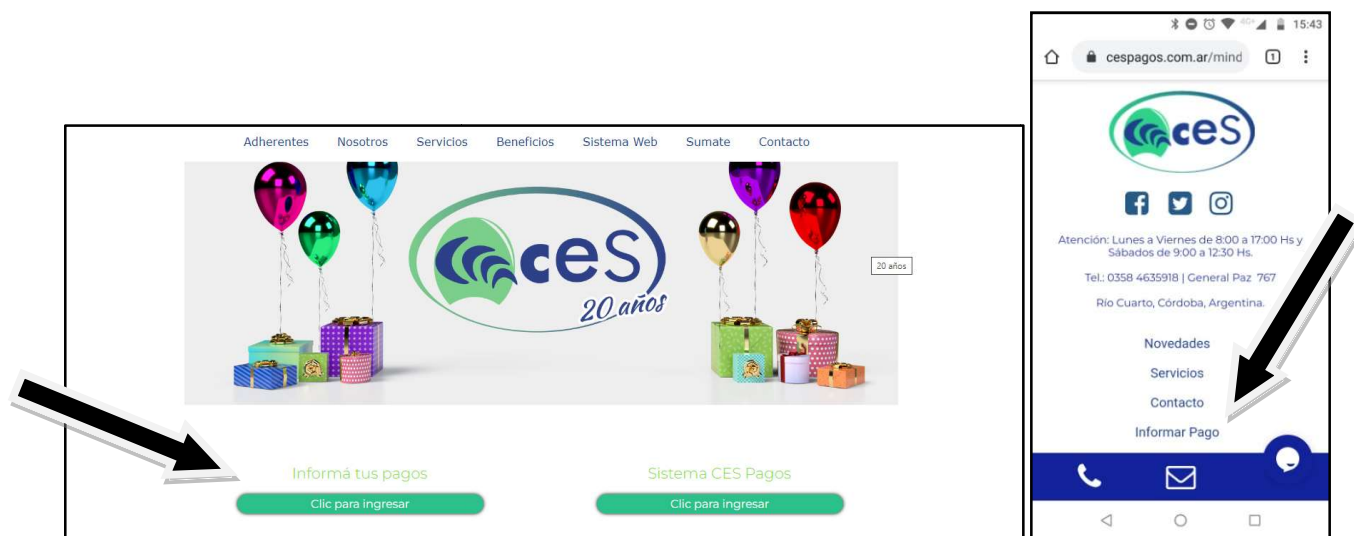 Adherentes Nosotros Servicios Beneficios Sistema Web Sumate Contacto
ces
20 años
20 años
Informá tus pagos
Clic para ingresar
Sistema CES Pagos
Clic para ingresar
4G+ 15:43
cespagos.com.ar/mind 1
ces
Atención: Lunes a Viernes de 8:00 a 17:00 Hs y
Sábados de 9:00 a 12:30 Hs.
Tel.: 0358 4635918 | General Paz 767
Río Cuarto, Córdoba, Argentina.
Novedades
Servicios
Contacto
Informar Pago